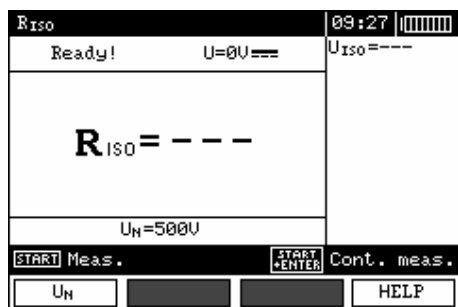 RISO 09:27
Ready! U=0V UISO=---
RISO=---
UN=500V
START Meas. START +ENTER Cont. meas.
UN HELP